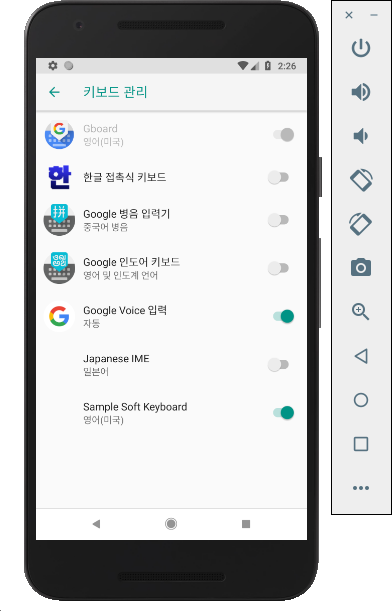 2:26
키보드 관리
Gboard
영어(미국)
한
한글 접촉식 키보드
拼
Google 병음 입력기
중국어 병음
Google 인도어 키보드
영어 및 인도계 언어
G
Google Voice 입력
자동
Japanese IME
일본어
Sample Soft Keyboard
영어(미국)